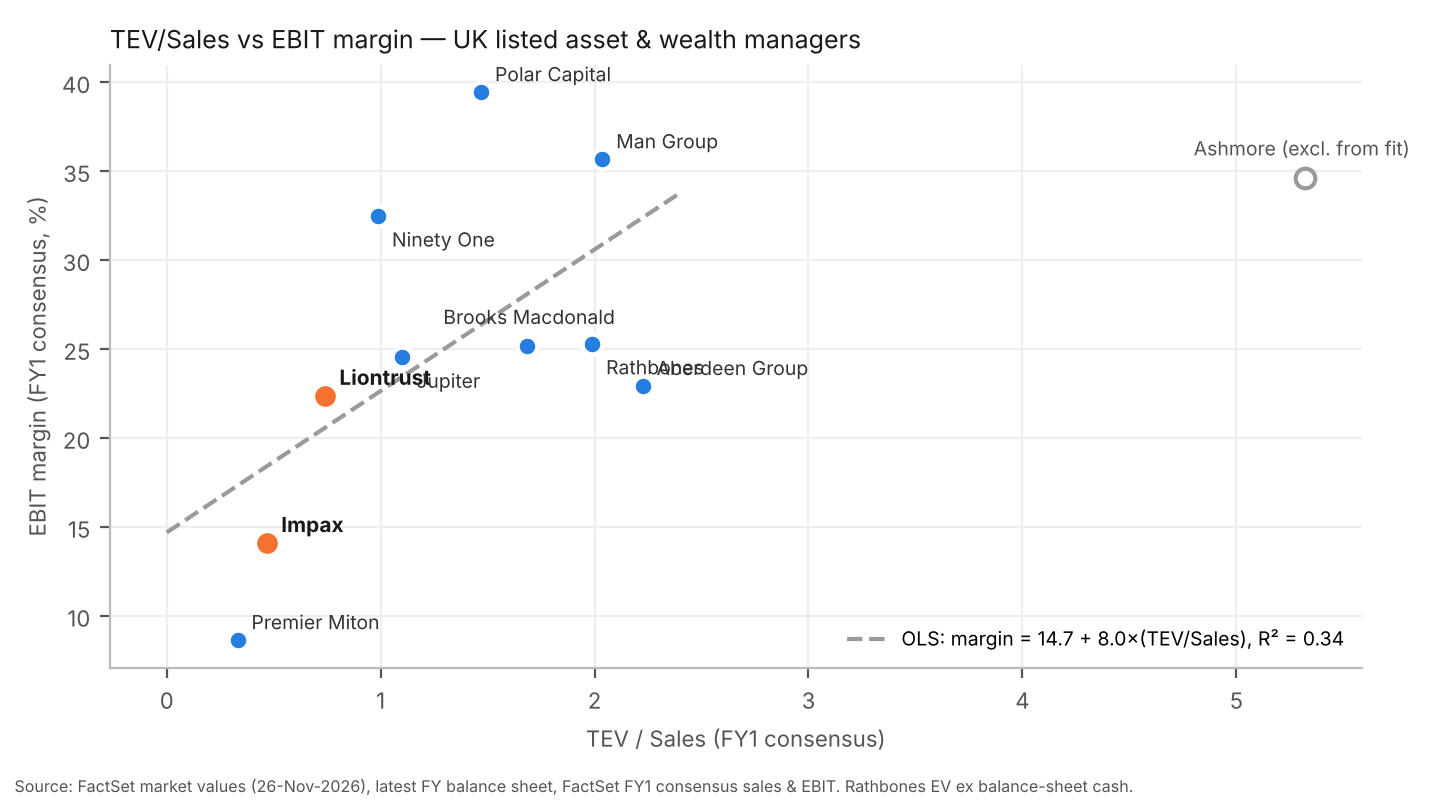 TEV/Sales vs EBIT margin — UK listed asset & wealth managers
EBIT margin (FY1 consensus, %)
40
35
30
25
20
15
10
Polar Capital
Man Group
Ashmore (excl. from fit)
Ninety One
Brooks Macdonald
Rathbones
Aberdeen Group
Liontrust
Jupiter
Impax
Premier Miton
OLS: margin = 14.7 + 8.0×(TEV/Sales), R² = 0.34
0
1
2
3
4
5
TEV / Sales (FY1 consensus)
Source: FactSet market values (26-Nov-2026), latest FY balance sheet, FactSet FY1 consensus sales & EBIT. Rathbones EV ex balance-sheet cash.